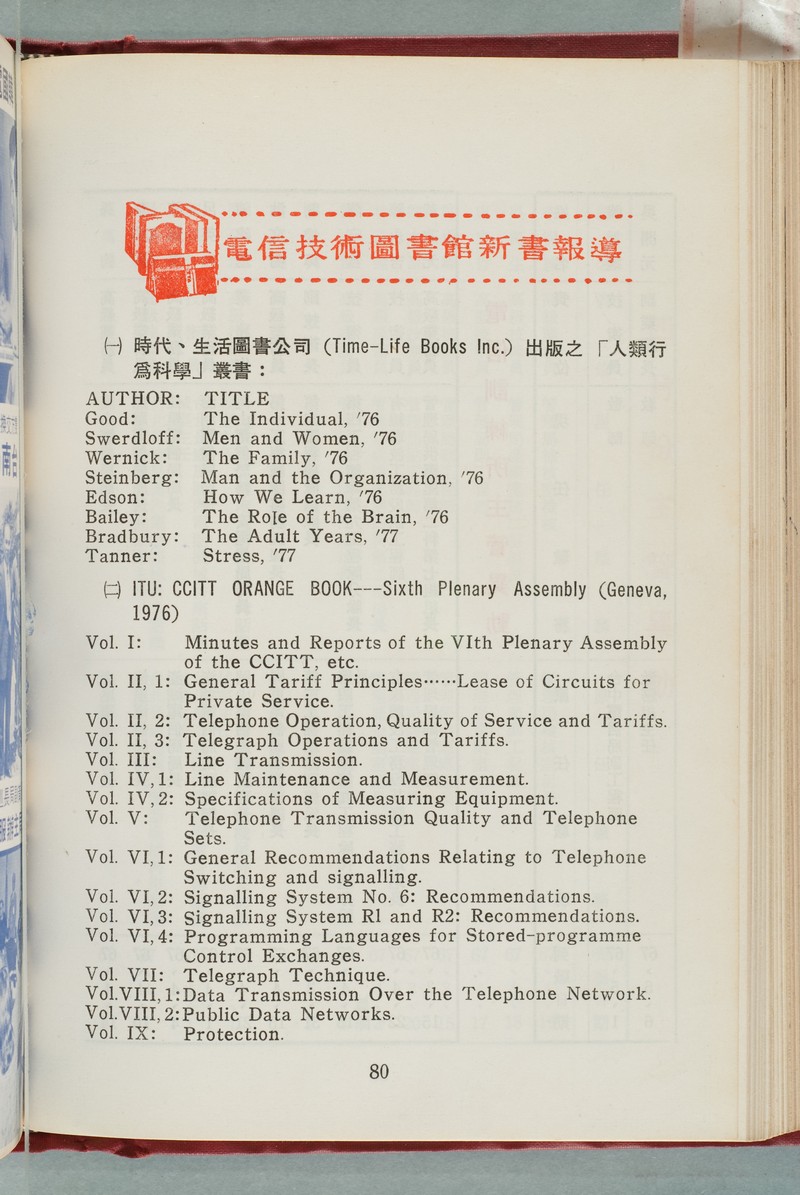 電信技術圖書館新書報導
㈠ 時代、生活圖書公司 (Time-Life Books Inc.) 出版之「人類行
為科學」叢書：
AUTHOR: TITLE
Good: The Individual, '76
Swerdloff: Men and Women, '76
Wernick: The Family, '76
Steinberg: Man and the Organization, '76
Edson: How We Learn, '76
Bailey: The Role of the Brain, '76
Bradbury: The Adult Years, '77
Tanner: Stress, '77
㈡ ITU: CCITT ORANGE BOOK---Sixth Plenary Assembly (Geneva,
1976)
Vol. I: Minutes and Reports of the VIth Plenary Assembly
of the CCITT, etc.
Vol. II, 1: General Tariff Principles……Lease of Circuits for
Private Service.
Vol. II, 2: Telephone Operation, Quality of Service and Tariffs.
Vol. II, 3: Telegraph Operations and Tariffs.
Vol. III: Line Transmission.
Vol. IV, 1: Line Maintenance and Measurement.
Vol. IV, 2: Specifications of Measuring Equipment.
Vol. V: Telephone Transmission Quality and Telephone
Sets.
Vol. VI, 1: General Recommendations Relating to Telephone
Switching and signalling.
Vol. VI, 2: Signalling System No. 6: Recommendations.
Vol. VI, 3: Signalling System R1 and R2: Recommendations.
Vol. VI, 4: Programming Languages for Stored-programme
Control Exchanges.
Vol. VII: Telegraph Technique.
Vol.VIII, 1:Data Transmission Over the Telephone Network.
Vol.VIII, 2:Public Data Networks.
Vol. IX: Protection.
80